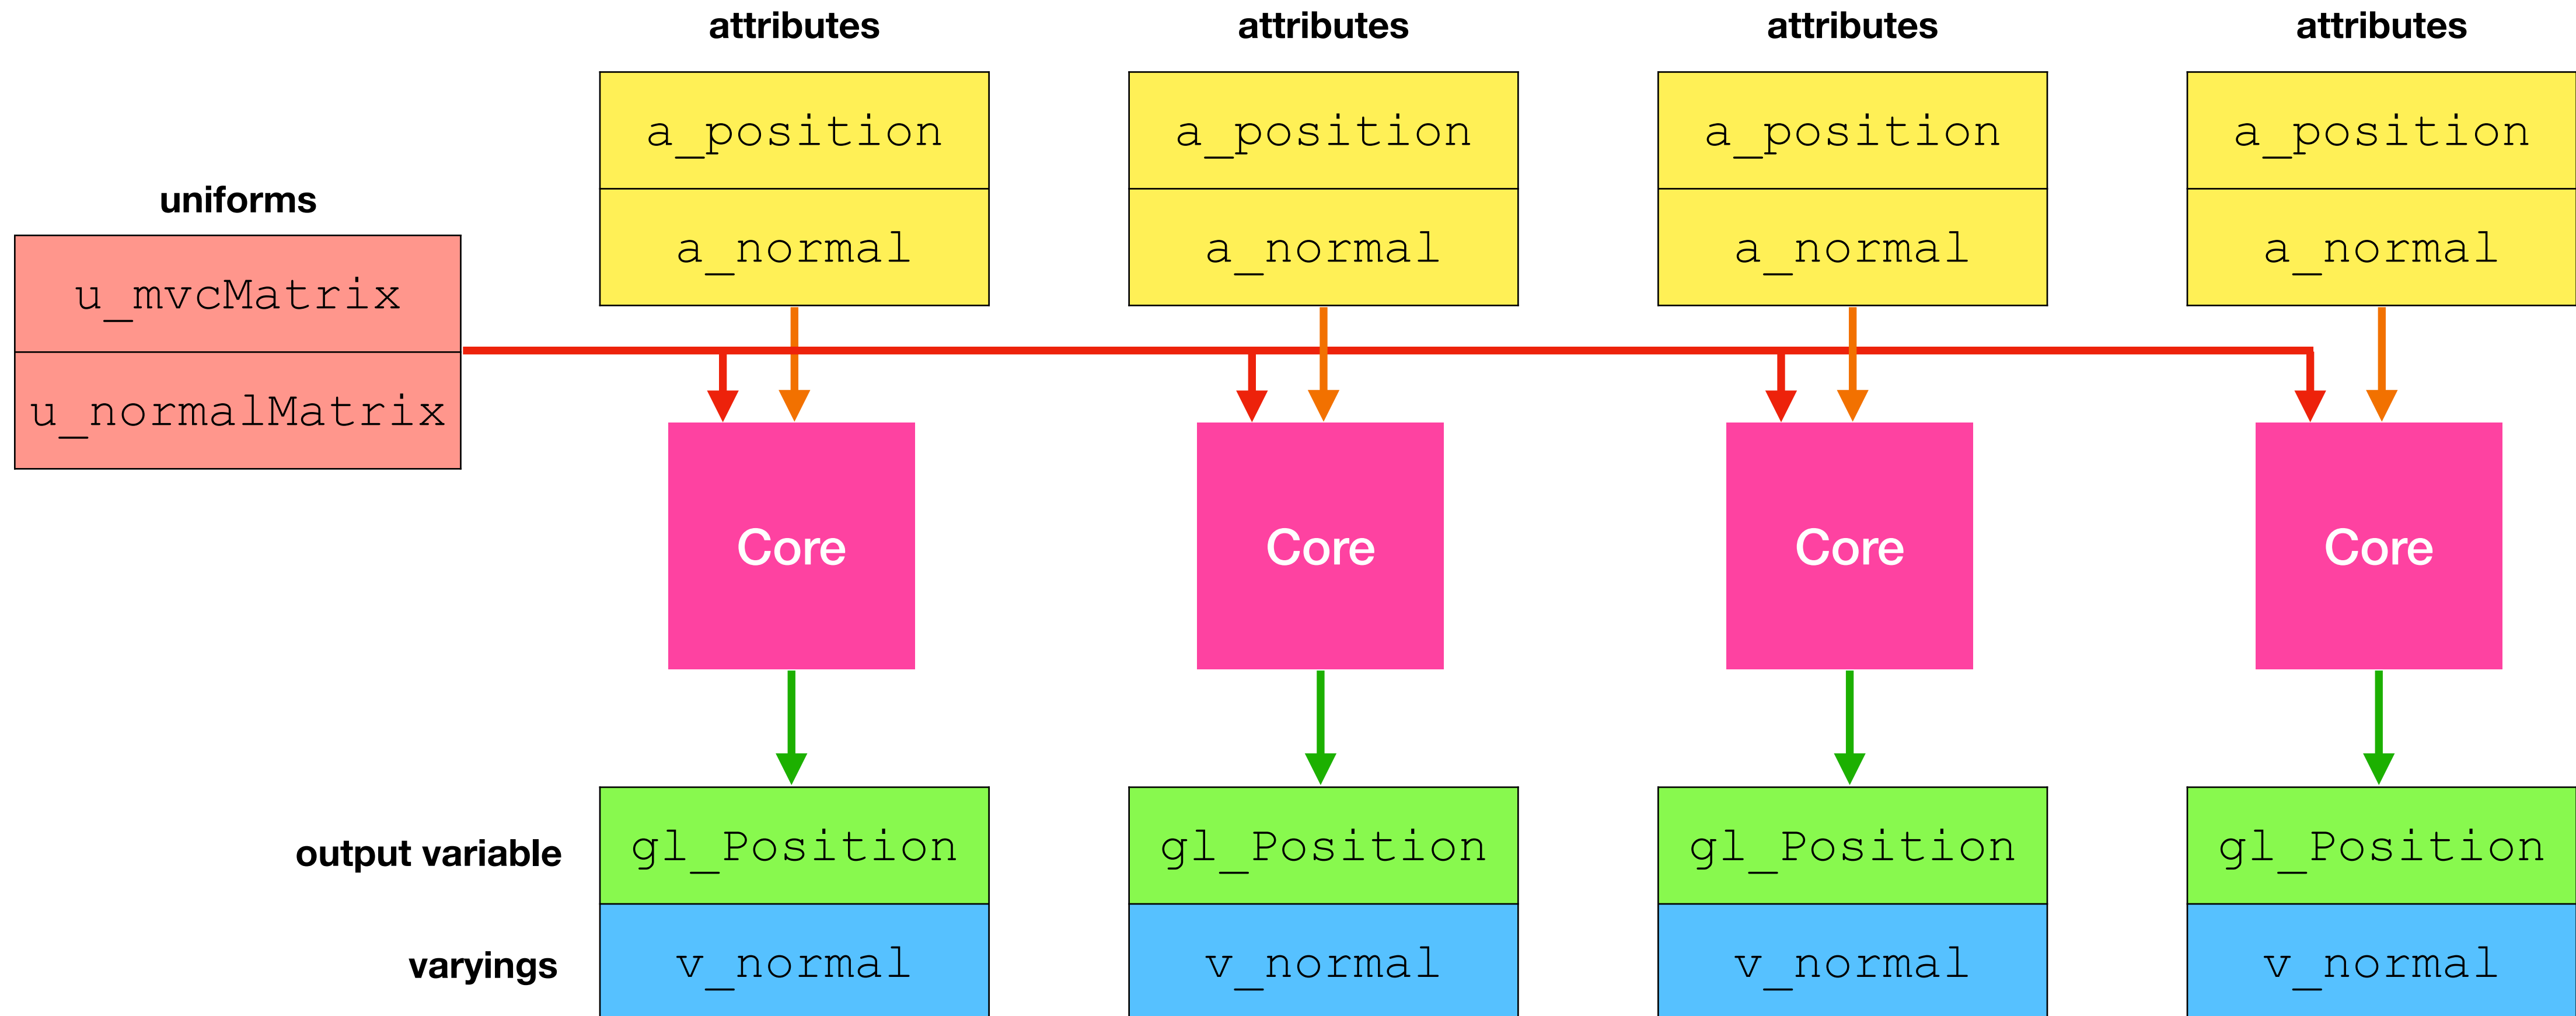 attributes attributes attributes attributes
a_position a_position a_position a_position
uniforms
a_normal a_normal a_normal a_normal
u_mvcMatrix
u_normalMatrix
Core Core Core Core
output variable gl_Position gl_Position gl_Position gl_Position
varyings v_normal v_normal v_normal v_normal